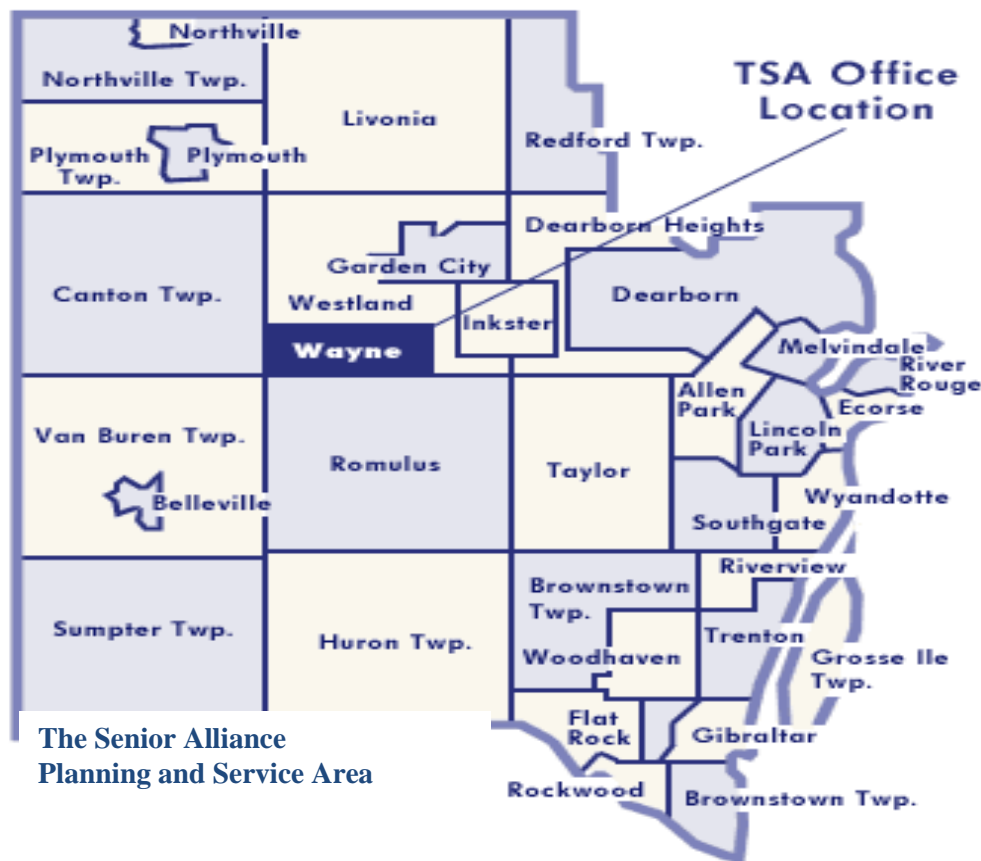 Northville
Northville Twp.
TSA Office
Location
Livonia
Redford Twp.
Plymouth
Twp.
Plymouth
Dearborn Heights
Garden City
Canton Twp.
Westland
Dearborn
Inkster
Wayne
Melvindale
River
Rouge
Allen
Park
Ecorse
Lincoln
Park
Van Buren Twp.
Romulus
Taylor
Belleville
Wyandotte
Southgate
Riverview
Brownstown
Twp.
Sumpter Twp.
Huron Twp.
Trenton
Woodhaven
Grosse Ile
Twp.
Flat
Rock
Gibraltar
The Senior Alliance
Planning and Service Area
Rockwood
Brownstown Twp.